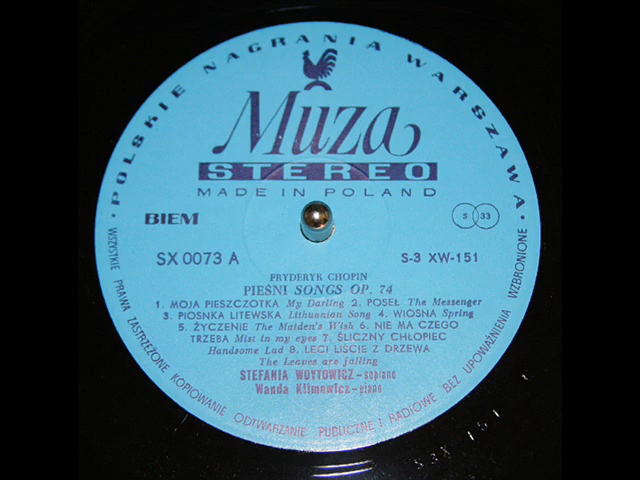 · POLSKIE NAGRANIA WARSZAWA ·
Muza
STEREO
MADE IN POLAND
BIEM
S 33
SX 0073 A
S-3 XW-151
FRYDERYK CHOPIN
PIEŚNI SONGS OP. 74
1. MOJA PIESZCZOTKA My Darling 2. POSEŁ The Messenger
3. PIOSNKA LITEWSKA Lithuanian Song 4. WIOSNA Spring
5. ŻYCZENIE The Maiden's Wish 6. NIE MA CZEGO
TRZEBA Mist in my eyes 7. ŚLICZNY CHŁOPIEC
Handsome Lad 8. LECĄ LIŚCIE Z DRZEWA
The Leaves are falling
STEFANIA WOYTOWICZ – soprano
Wanda Klimowicz – piano
WSZYSTKIE PRAWA ZASTRZEŻONE KOPIOWANIE ODTWARZANIE PUBLICZNE I RADIOWE BEZ UPOWAŻNIENIA WZBRONIONE